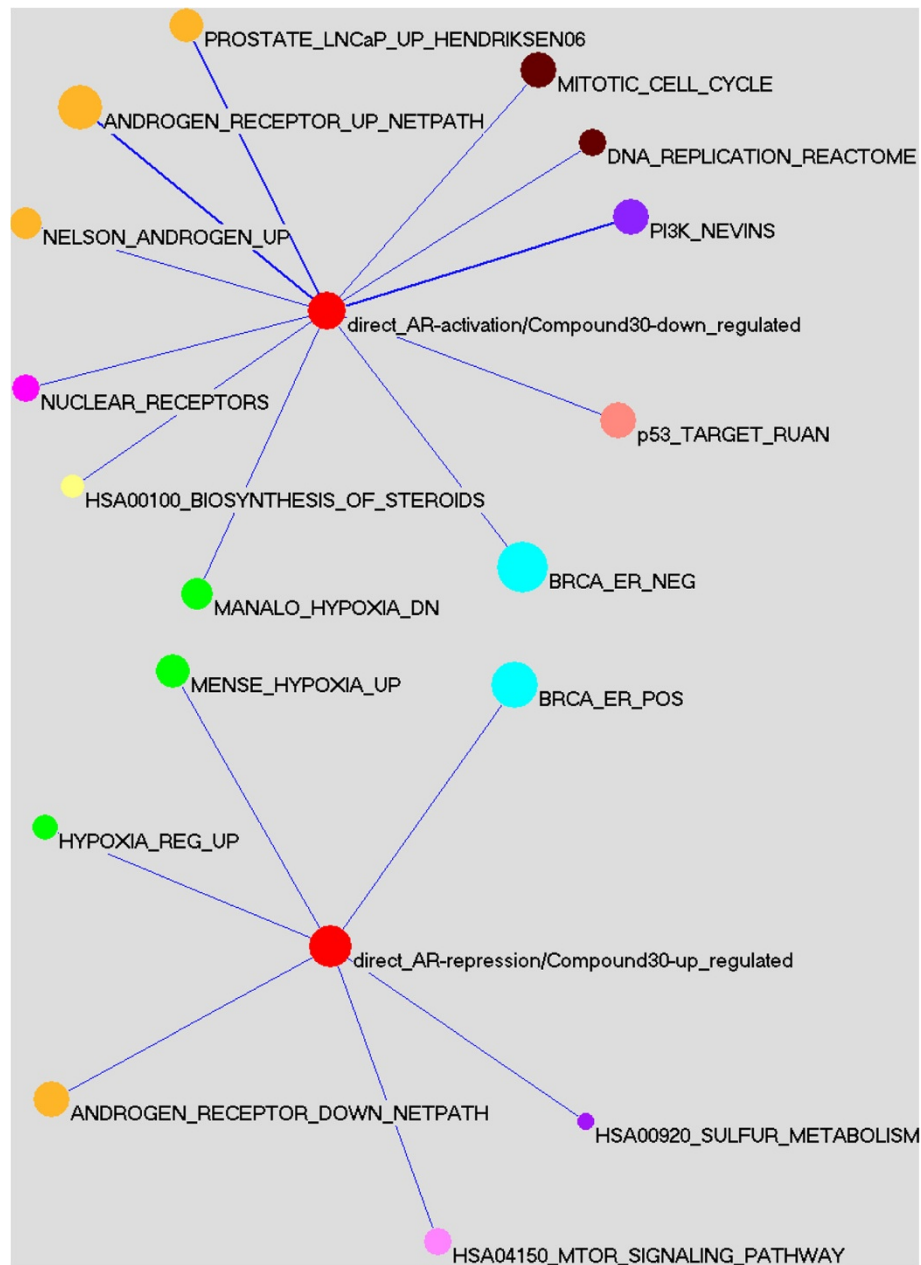 PROSTATE_LNCaP_UP_HENDRIKSEN06
MITOTIC_CELL_CYCLE
ANDROGEN_RECEPTOR_UP_NETPATH
DNA_REPLICATION_REACTOME
NELSON_ANDROGEN_UP
PI3K_NEVINS
direct_AR-activation/Compound30-down_regulated
NUCLEAR_RECEPTORS
p53_TARGET_RUAN
HSA00100_BIOSYNTHESIS_OF_STEROIDS
BRCA_ER_NEG
MANALO_HYPOXIA_DN
MENSE_HYPOXIA_UP
BRCA_ER_POS
HYPOXIA_REG_UP
direct_AR-repression/Compound30-up_regulated
ANDROGEN_RECEPTOR_DOWN_NETPATH
HSA00920_SULFUR_METABOLISM
HSA04150_MTOR_SIGNALING_PATHWAY